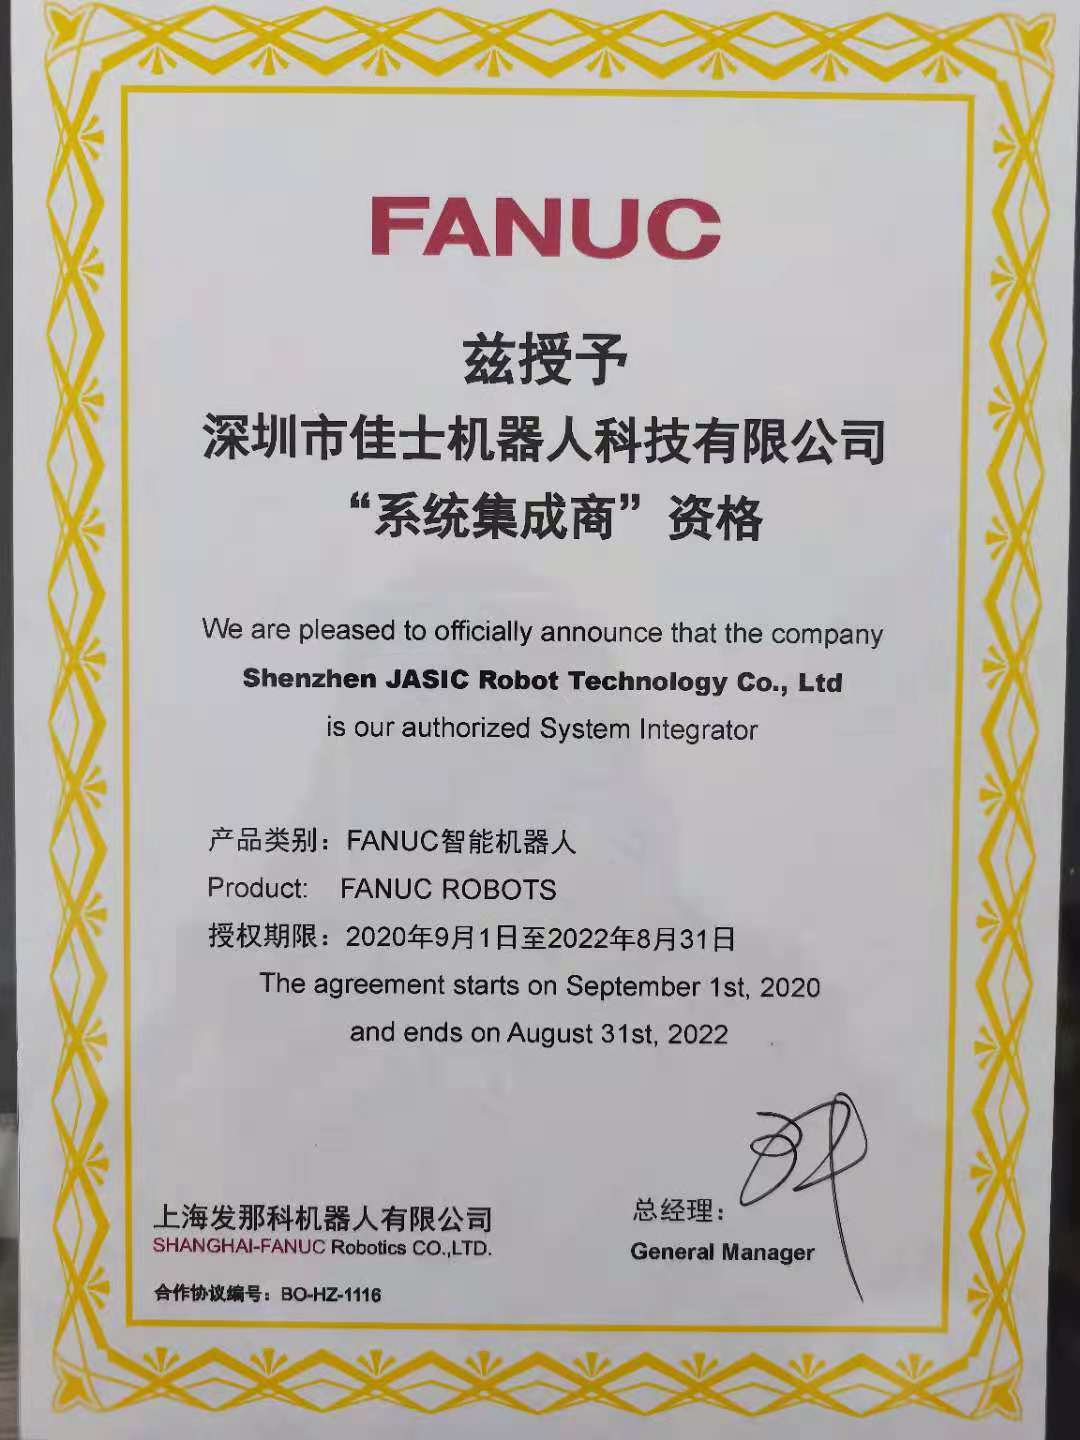 FANUC
兹授予
深圳市佳士机器人科技有限公司
“系统集成商”资格
We are pleased to officially announce that the company
Shenzhen JASIC Robot Technology Co., Ltd
is our authorized System Integrator
产品类别：FANUC智能机器人
Product: FANUC ROBOTS
授权期限：2020年9月1日至2022年8月31日
The agreement starts on September 1st, 2020
and ends on August 31st, 2022
上海发那科机器人有限公司
SHANGHAI-FANUC Robotics CO.,LTD.
合作协议编号：BO-HZ-1116
总经理：
General Manager